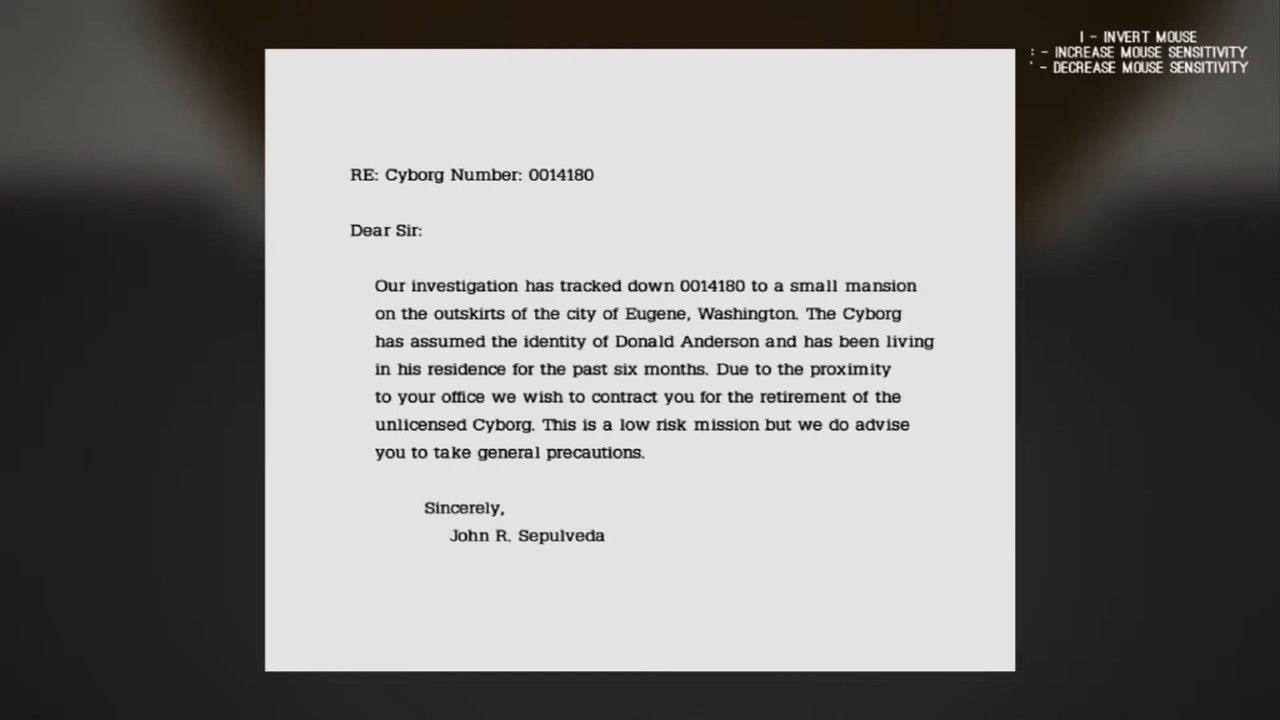 I - INVERT MOUSE
: - INCREASE MOUSE SENSITIVITY
' - DECREASE MOUSE SENSITIVITY
RE: Cyborg Number: 0014180
Dear Sir:
Our investigation has tracked down 0014180 to a small mansion
on the outskirts of the city of Eugene, Washington. The Cyborg
has assumed the identity of Donald Anderson and has been living
in his residence for the past six months. Due to the proximity
to your office we wish to contract you for the retirement of the
unlicensed Cyborg. This is a low risk mission but we do advise
you to take general precautions.
Sincerely,
John R. Sepulveda